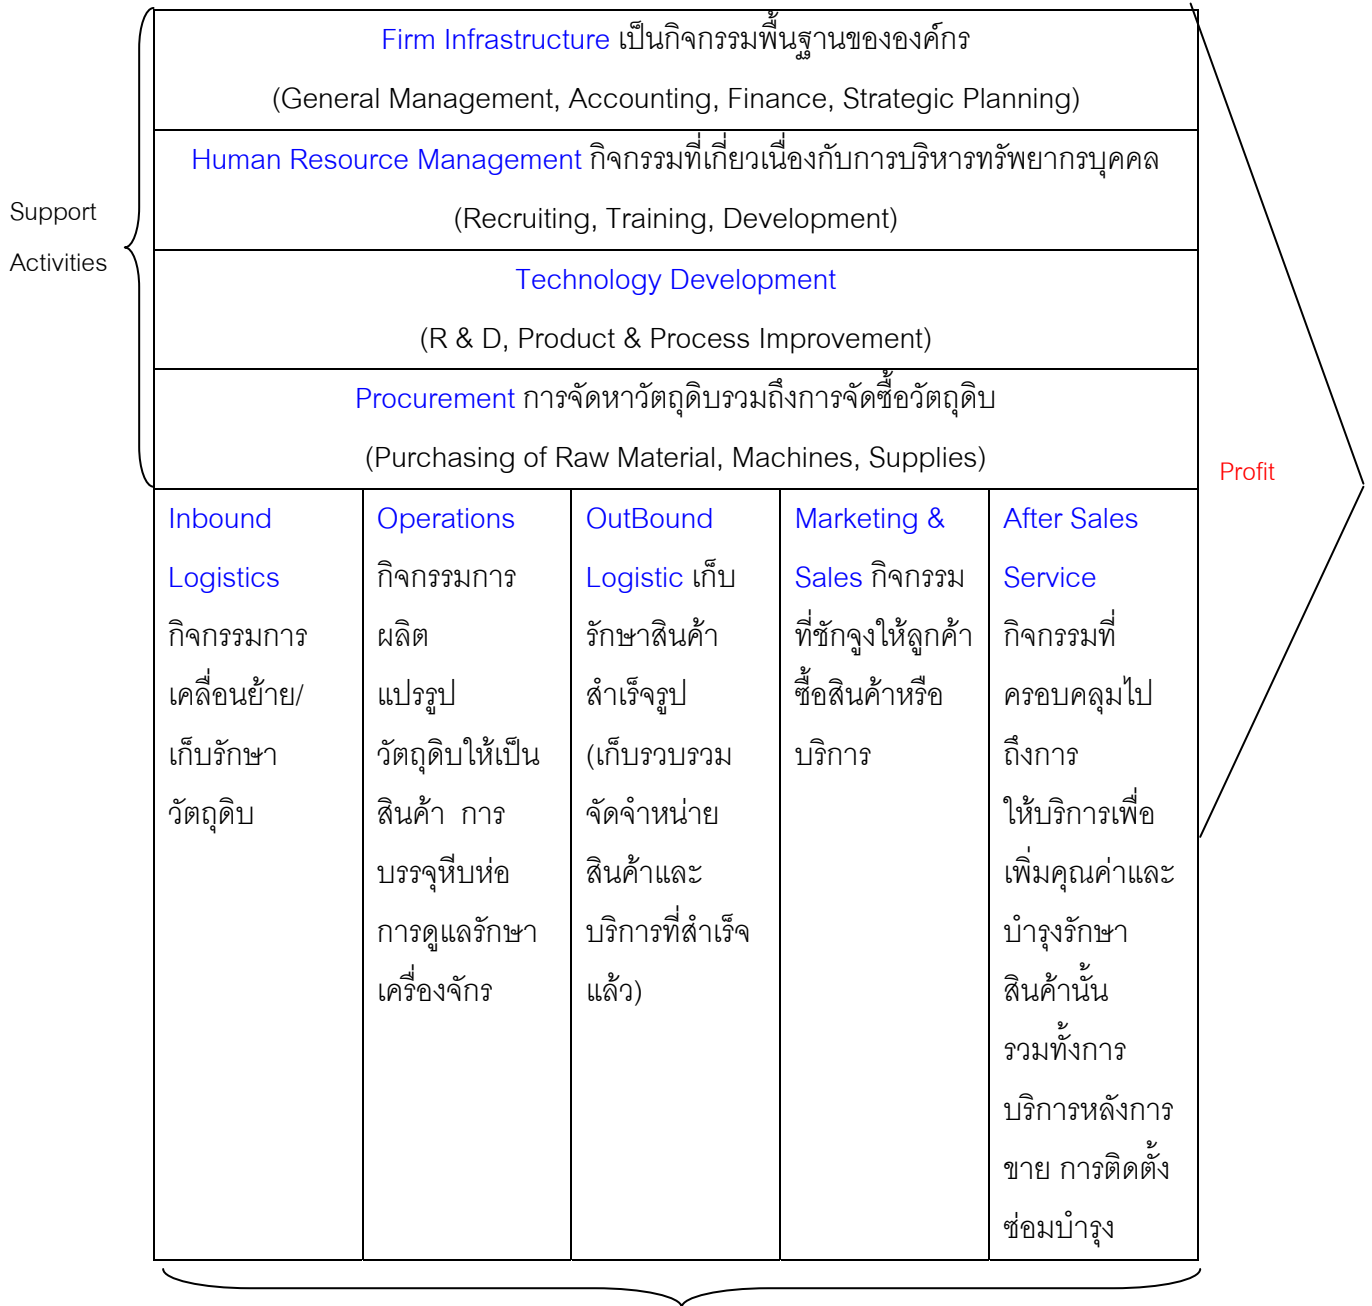 Firm Infrastructure เป็นกิจกรรมพื้นฐานขององค์กร
(General Management, Accounting, Finance, Strategic Planning)
Human Resource Management กิจกรรมที่เกี่ยวเนื่องกับการบริหารทรัพยากรบุคคล
(Recruiting, Training, Development)
Support
Activities
Technology Development
(R & D, Product & Process Improvement)
Procurement การจัดหาวัตถุดิบรวมถึงการจัดซื้อวัตถุดิบ
(Purchasing of Raw Material, Machines, Supplies)
Profit
Inbound
Logistics
กิจกรรมการ
เคลื่อนย้าย/
เก็บรักษา
วัตถุดิบ
Operations
กิจกรรมการ
ผลิต
แปรรูป
วัตถุดิบให้เป็น
สินค้า การ
บรรจุหีบห่อ
การดูแลรักษา
เครื่องจักร
OutBound
Logistic เก็บ
รักษาสินค้า
สำเร็จรูป
(เก็บรวบรวม
จัดจำหน่าย
สินค้าและ
บริการที่สำเร็จ
แล้ว)
Marketing &
Sales กิจกรรม
ที่ชักจูงให้ลูกค้า
ซื้อสินค้าหรือ
บริการ
After Sales
Service
กิจกรรมที่
ครอบคลุมไป
ถึงการ
ให้บริการเพื่อ
เพิ่มคุณค่าและ
บำรุงรักษา
สินค้านั้น
รวมทั้งการ
บริการหลังการ
ขาย การติดตั้ง
ซ่อมบำรุง